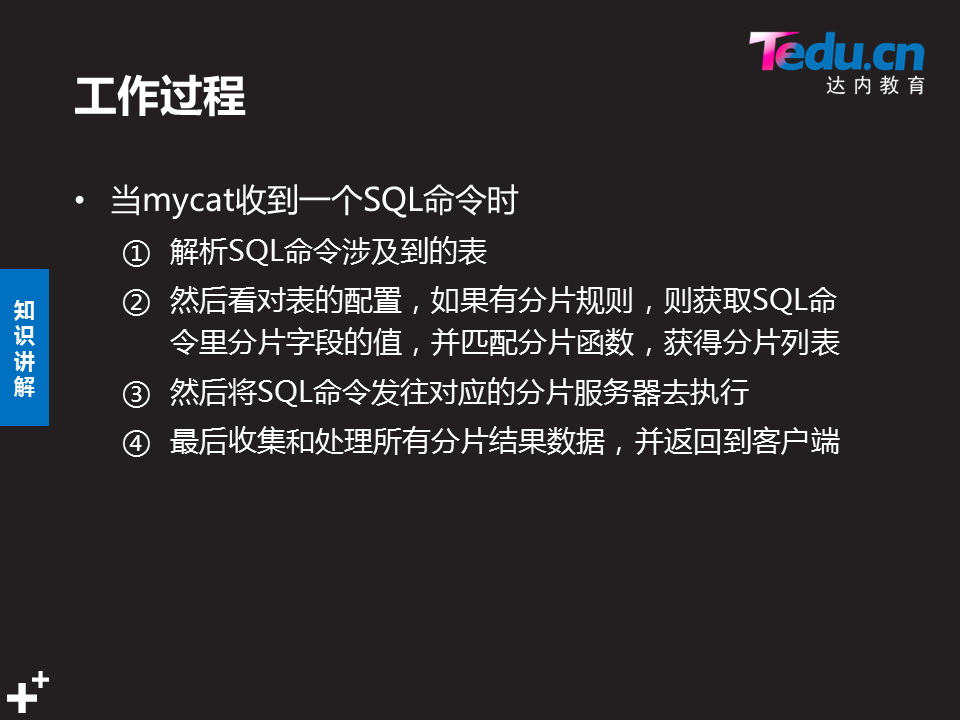 Tedu.cn
达内教育
工作过程
• 当mycat收到一个SQL命令时
① 解析SQL命令涉及到的表
② 然后看对表的配置，如果有分片规则，则获取SQL命
令里分片字段的值，并匹配分片函数，获得分片列表
③ 然后将SQL命令发往对应的分片服务器去执行
④ 最后收集和处理所有分片结果数据，并返回到客户端
知
识
讲
解